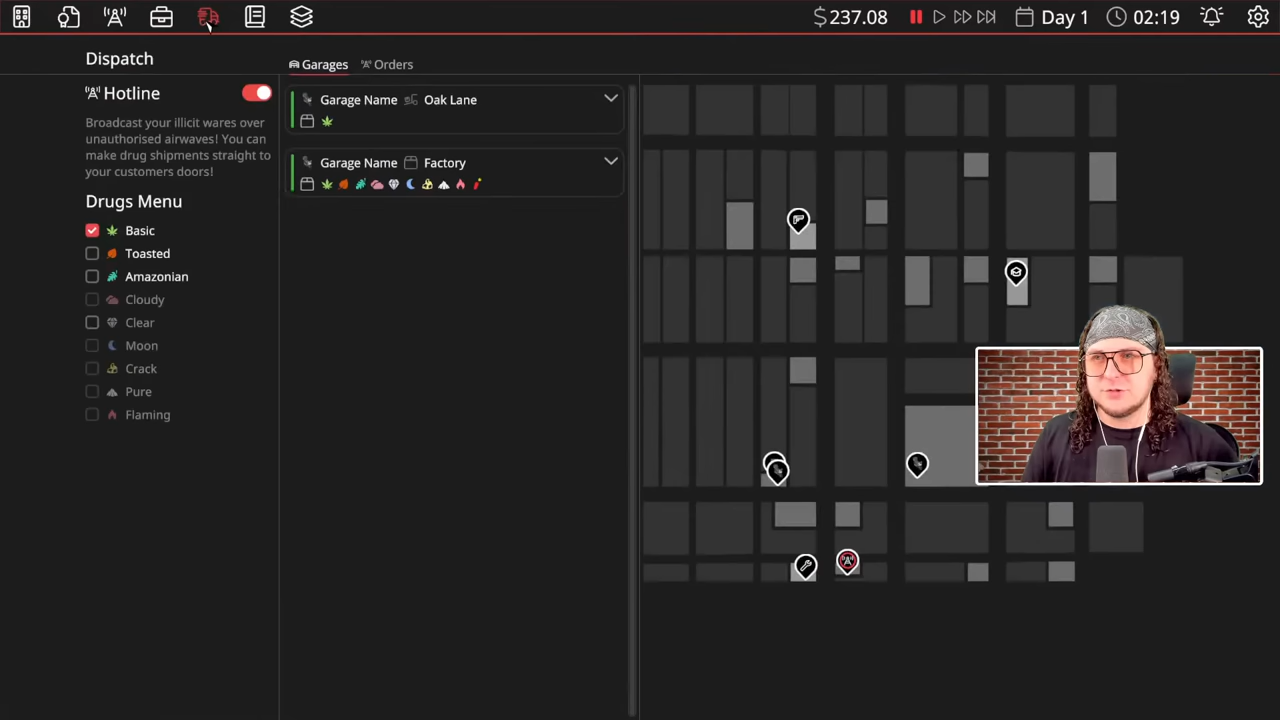 $237.08
Day 1
02:19
Dispatch
Garages
Orders
Hotline
Broadcast your illicit wares over
unauthorised airwaves! You can
make drug shipments straight to
your customers doors!
Drugs Menu
Basic
Toasted
Amazonian
Cloudy
Clear
Moon
Crack
Pure
Flaming
Garage Name Oak Lane
Garage Name Factory